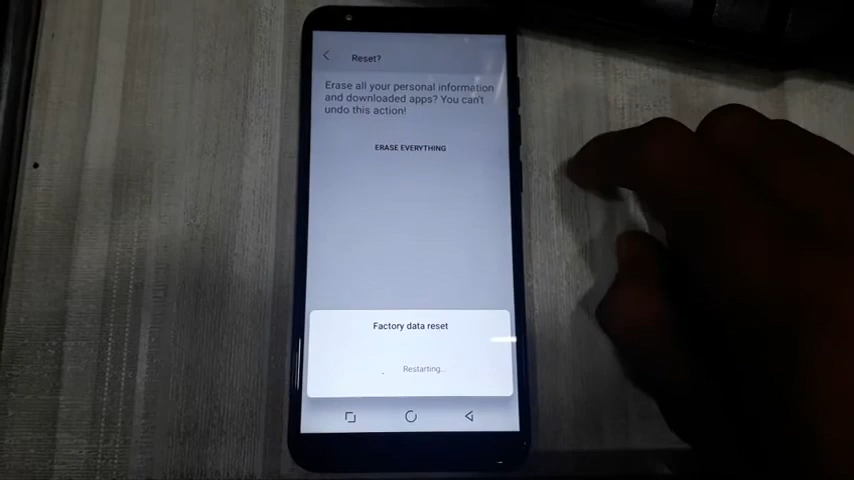 Reset?
Erase all your personal information
and downloaded apps? You can't
undo this action!
ERASE EVERYTHING
Factory data reset
Restarting...